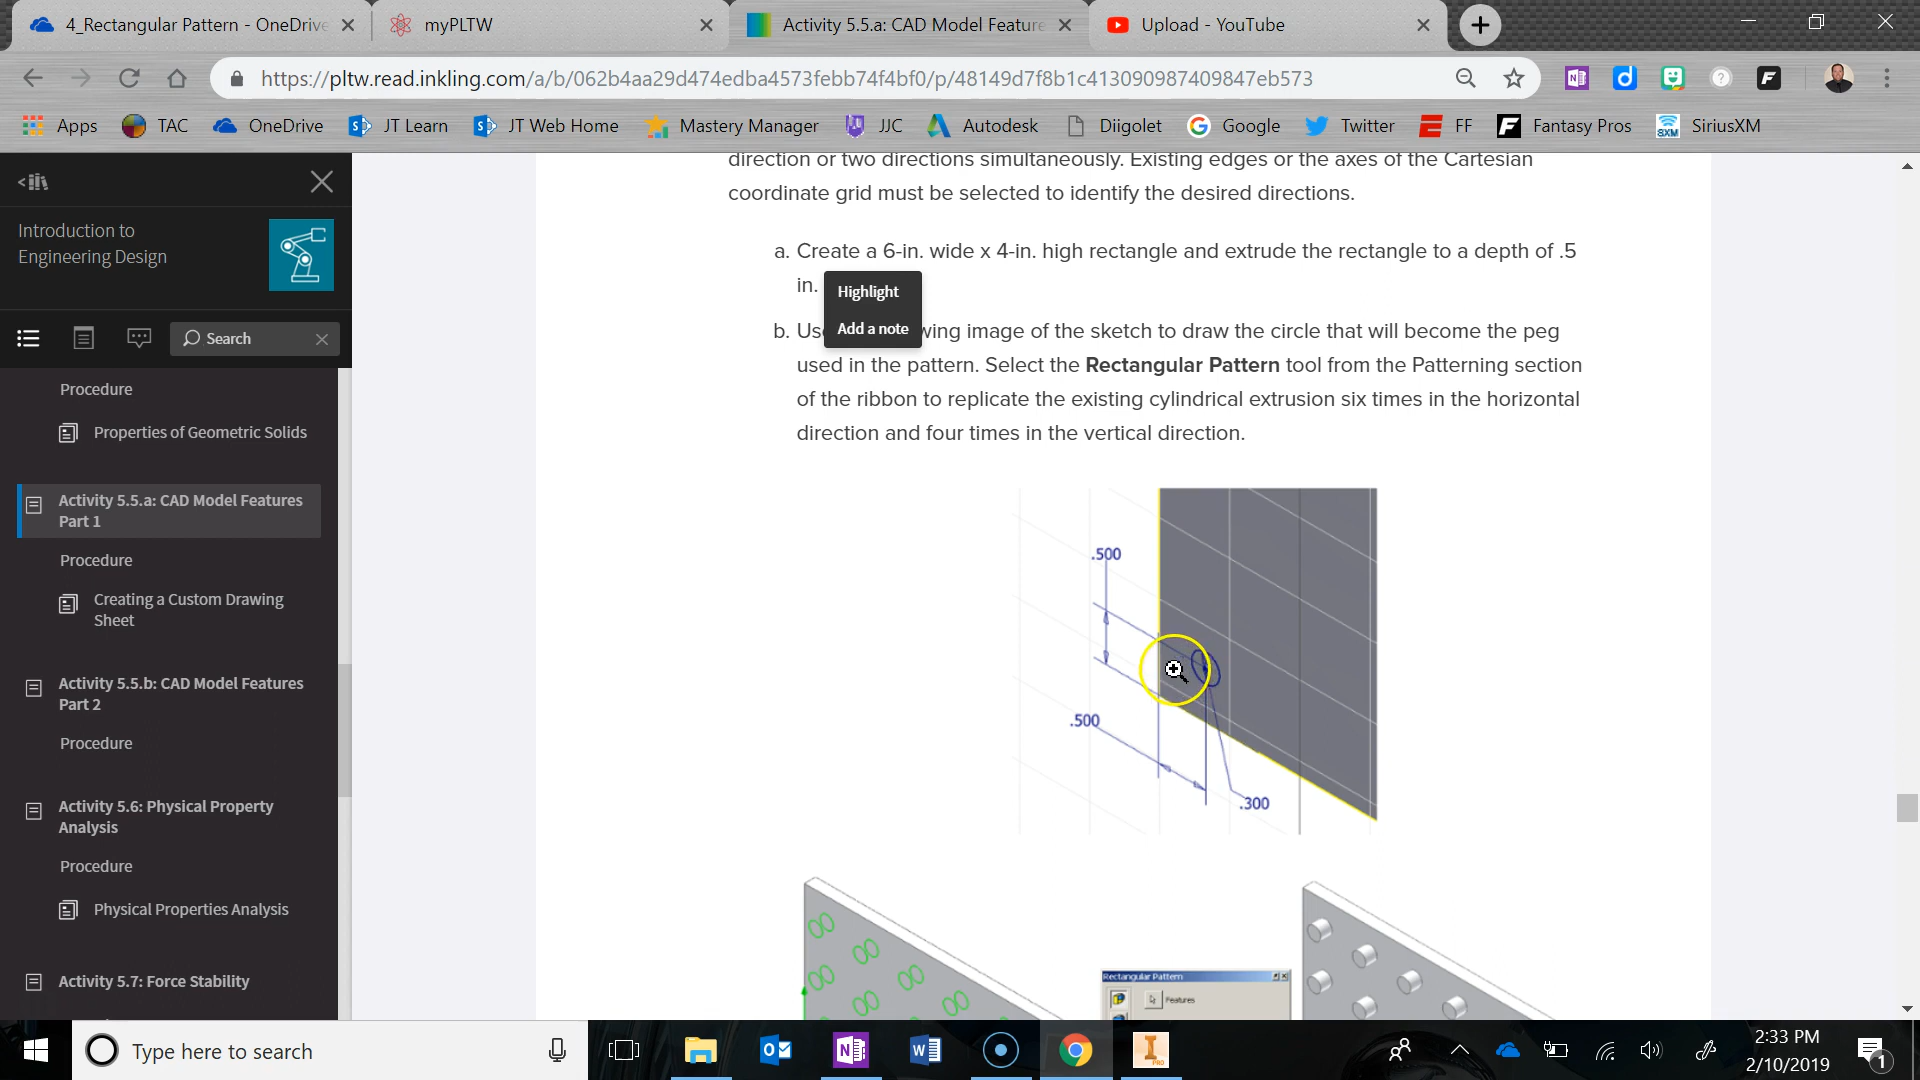 4_Rectangular Pattern - OneDrive
myPLTW
Activity 5.5.a: CAD Model Feature
Upload - YouTube
https://pltw.read.inkling.com/a/b/062b4aa29d474edba4573febb74f4bf0/p/48149d7f8b1c413090987409847eb573
Apps TAC OneDrive JT Learn JT Web Home Mastery Manager JJC Autodesk Diigolet Google Twitter FF Fantasy Pros SiriusXM
Introduction to
Engineering Design
Search
Procedure
Properties of Geometric Solids
Activity 5.5.a: CAD Model Features
Part 1
Procedure
Creating a Custom Drawing
Sheet
Activity 5.5.b: CAD Model Features
Part 2
Procedure
Activity 5.6: Physical Property
Analysis
Procedure
Physical Properties Analysis
Activity 5.7: Force Stability
direction or two directions simultaneously. Existing edges or the axes of the Cartesian
coordinate grid must be selected to identify the desired directions.
a. Create a 6-in. wide x 4-in. high rectangle and extrude the rectangle to a depth of .5
in.
Highlight
Add a note
b. Us wing image of the sketch to draw the circle that will become the peg
used in the pattern. Select the Rectangular Pattern tool from the Patterning section
of the ribbon to replicate the existing cylindrical extrusion six times in the horizontal
direction and four times in the vertical direction.
.500
.500
.300
Rectangular Pattern
Features
Type here to search
2:33 PM
2/10/2019
1